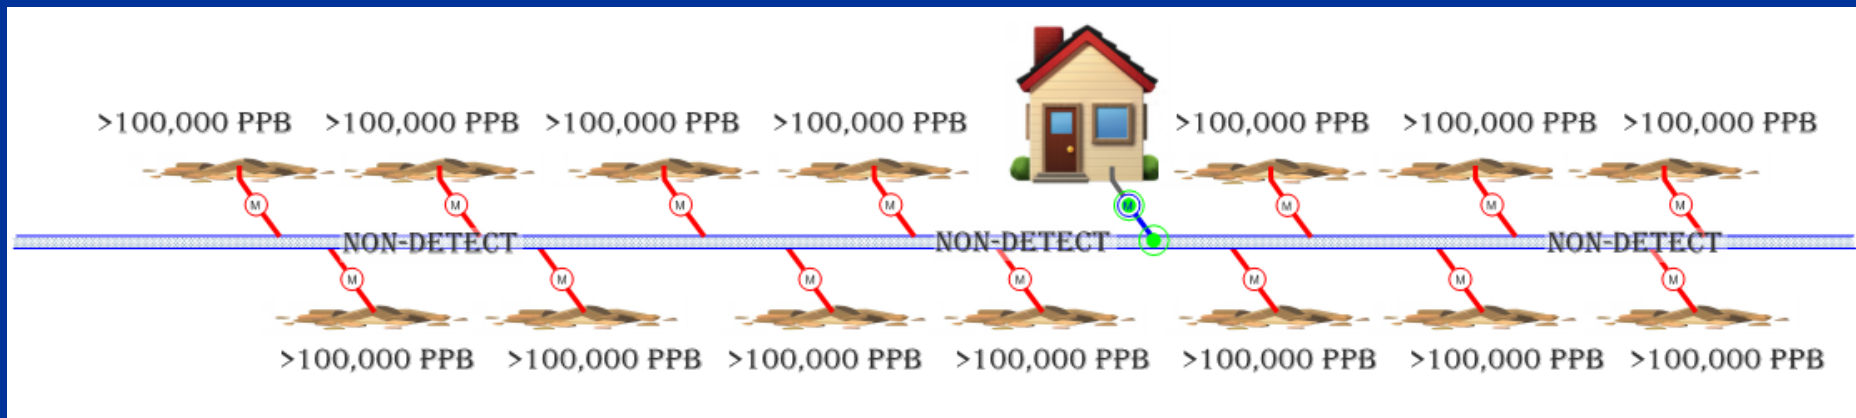 >100,000 PPB >100,000 PPB >100,000 PPB >100,000 PPB >100,000 PPB >100,000 PPB >100,000 PPB
M M M M M M M M
NON-DETECT NON-DETECT NON-DETECT
M M M M M M M
>100,000 PPB >100,000 PPB >100,000 PPB >100,000 PPB >100,000 PPB >100,000 PPB >100,000 PPB